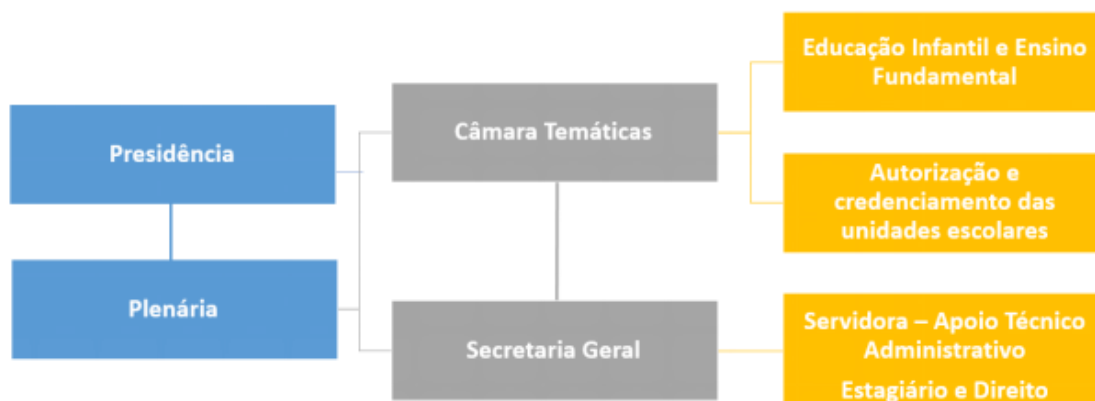 Presidência
Plenária
Câmara Temáticas
Secretaria Geral
Educação Infantil e Ensino
Fundamental
Autorização e
credenciamento das
unidades escolares
Servidora – Apoio Técnico
Administrativo
Estagiário e Direito